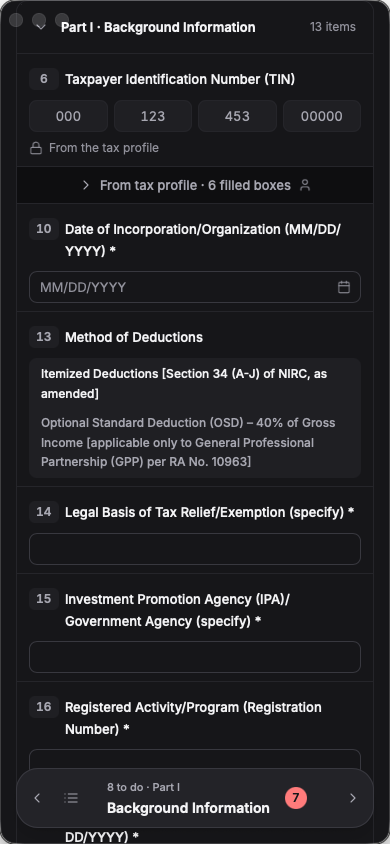 Part I · Background Information
13 items
6
Taxpayer Identification Number (TIN)
000
123
453
00000
From the tax profile
From tax profile · 6 filled boxes
10
Date of Incorporation/Organization (MM/DD/
YYYY) *
MM/DD/YYYY
13
Method of Deductions
Itemized Deductions [Section 34 (A-J) of NIRC, as
amended]
Optional Standard Deduction (OSD) – 40% of Gross
Income [applicable only to General Professional
Partnership (GPP) per RA No. 10963]
14
Legal Basis of Tax Relief/Exemption (specify) *
15
Investment Promotion Agency (IPA)/
Government Agency (specify) *
16
Registered Activity/Program (Registration
Number) *
8 to do · Part I
Background Information
7
DD/YYYY) *